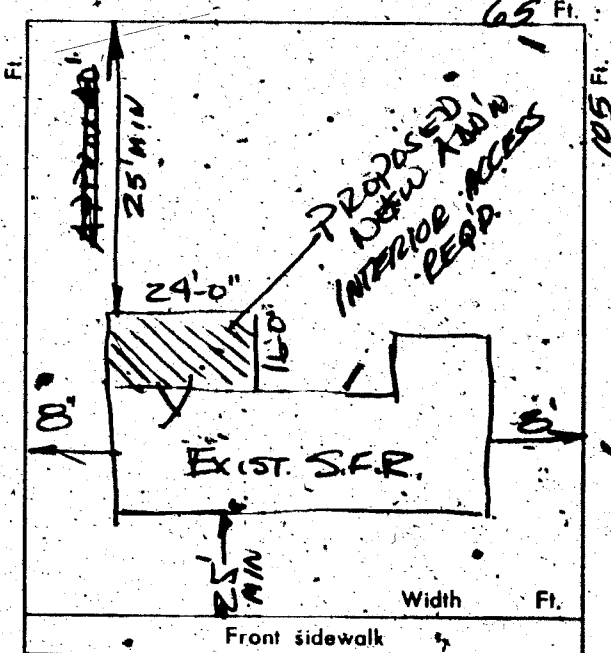 65 Ft.
Ft.
105 Ft.
25' MIN
PROPOSED
NEW ADD'N
INTERIOR ACCESS
REQ'D.
24'-0"
16'-0"
8'
8'
EXIST. S.F.R.
25' MIN
Width Ft.
Front sidewalk